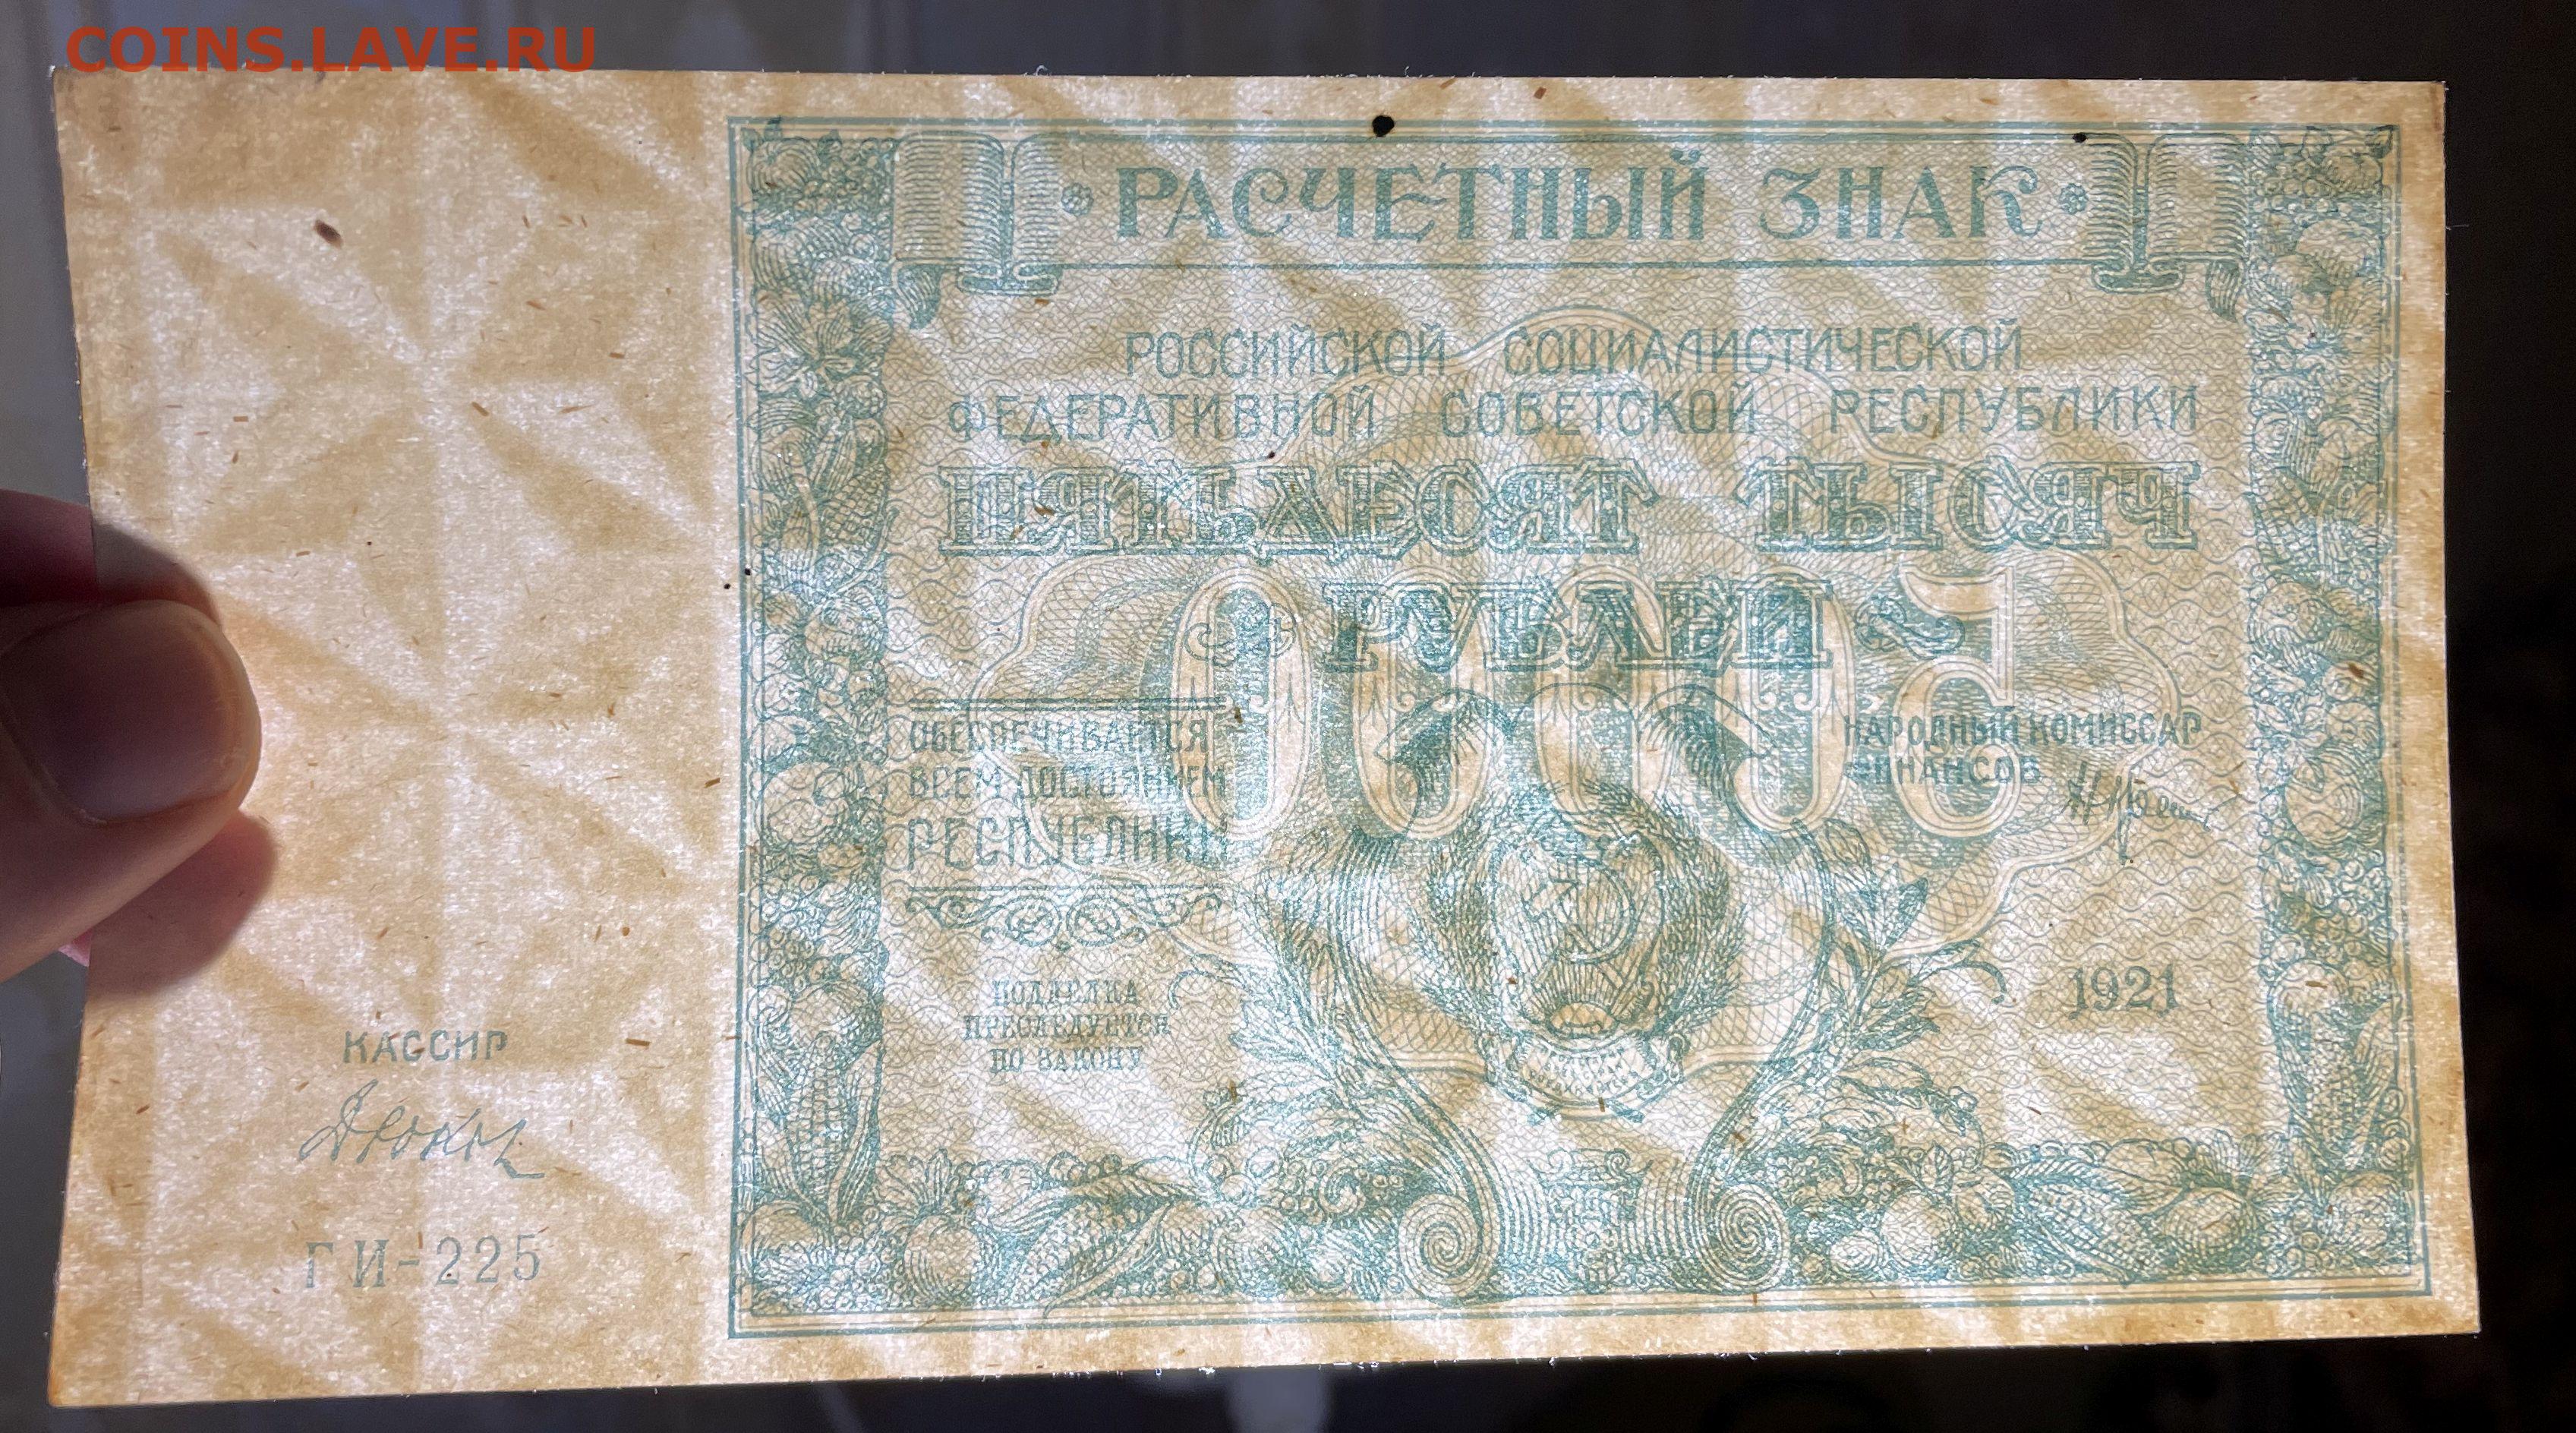 COINS.LAVE.RU
РАСЧЕТНЫЙ ЗНАК
РОССИЙСКОЙ СОЦИАЛИСТИЧЕСКОЙ
ФЕДЕРАТИВНОЙ СОВЕТСКОЙ РЕСПУБЛИКИ
ПЯТЬДЕСЯТ ТЫСЯЧ
РУБЛЕЙ
50000
ОБЕСПЕЧИВАЕТСЯ
ВСЕМ ДОСТОЯНИЕМ
РЕСПУБЛИКИ
НАРОДНЫЙ КОМИССАР
ФИНАНСОВ
ПОДДЕЛКА
ПРЕСЛЕДУЕТСЯ
ПО ЗАКОНУ
1921
КАССИР
ГИ-225